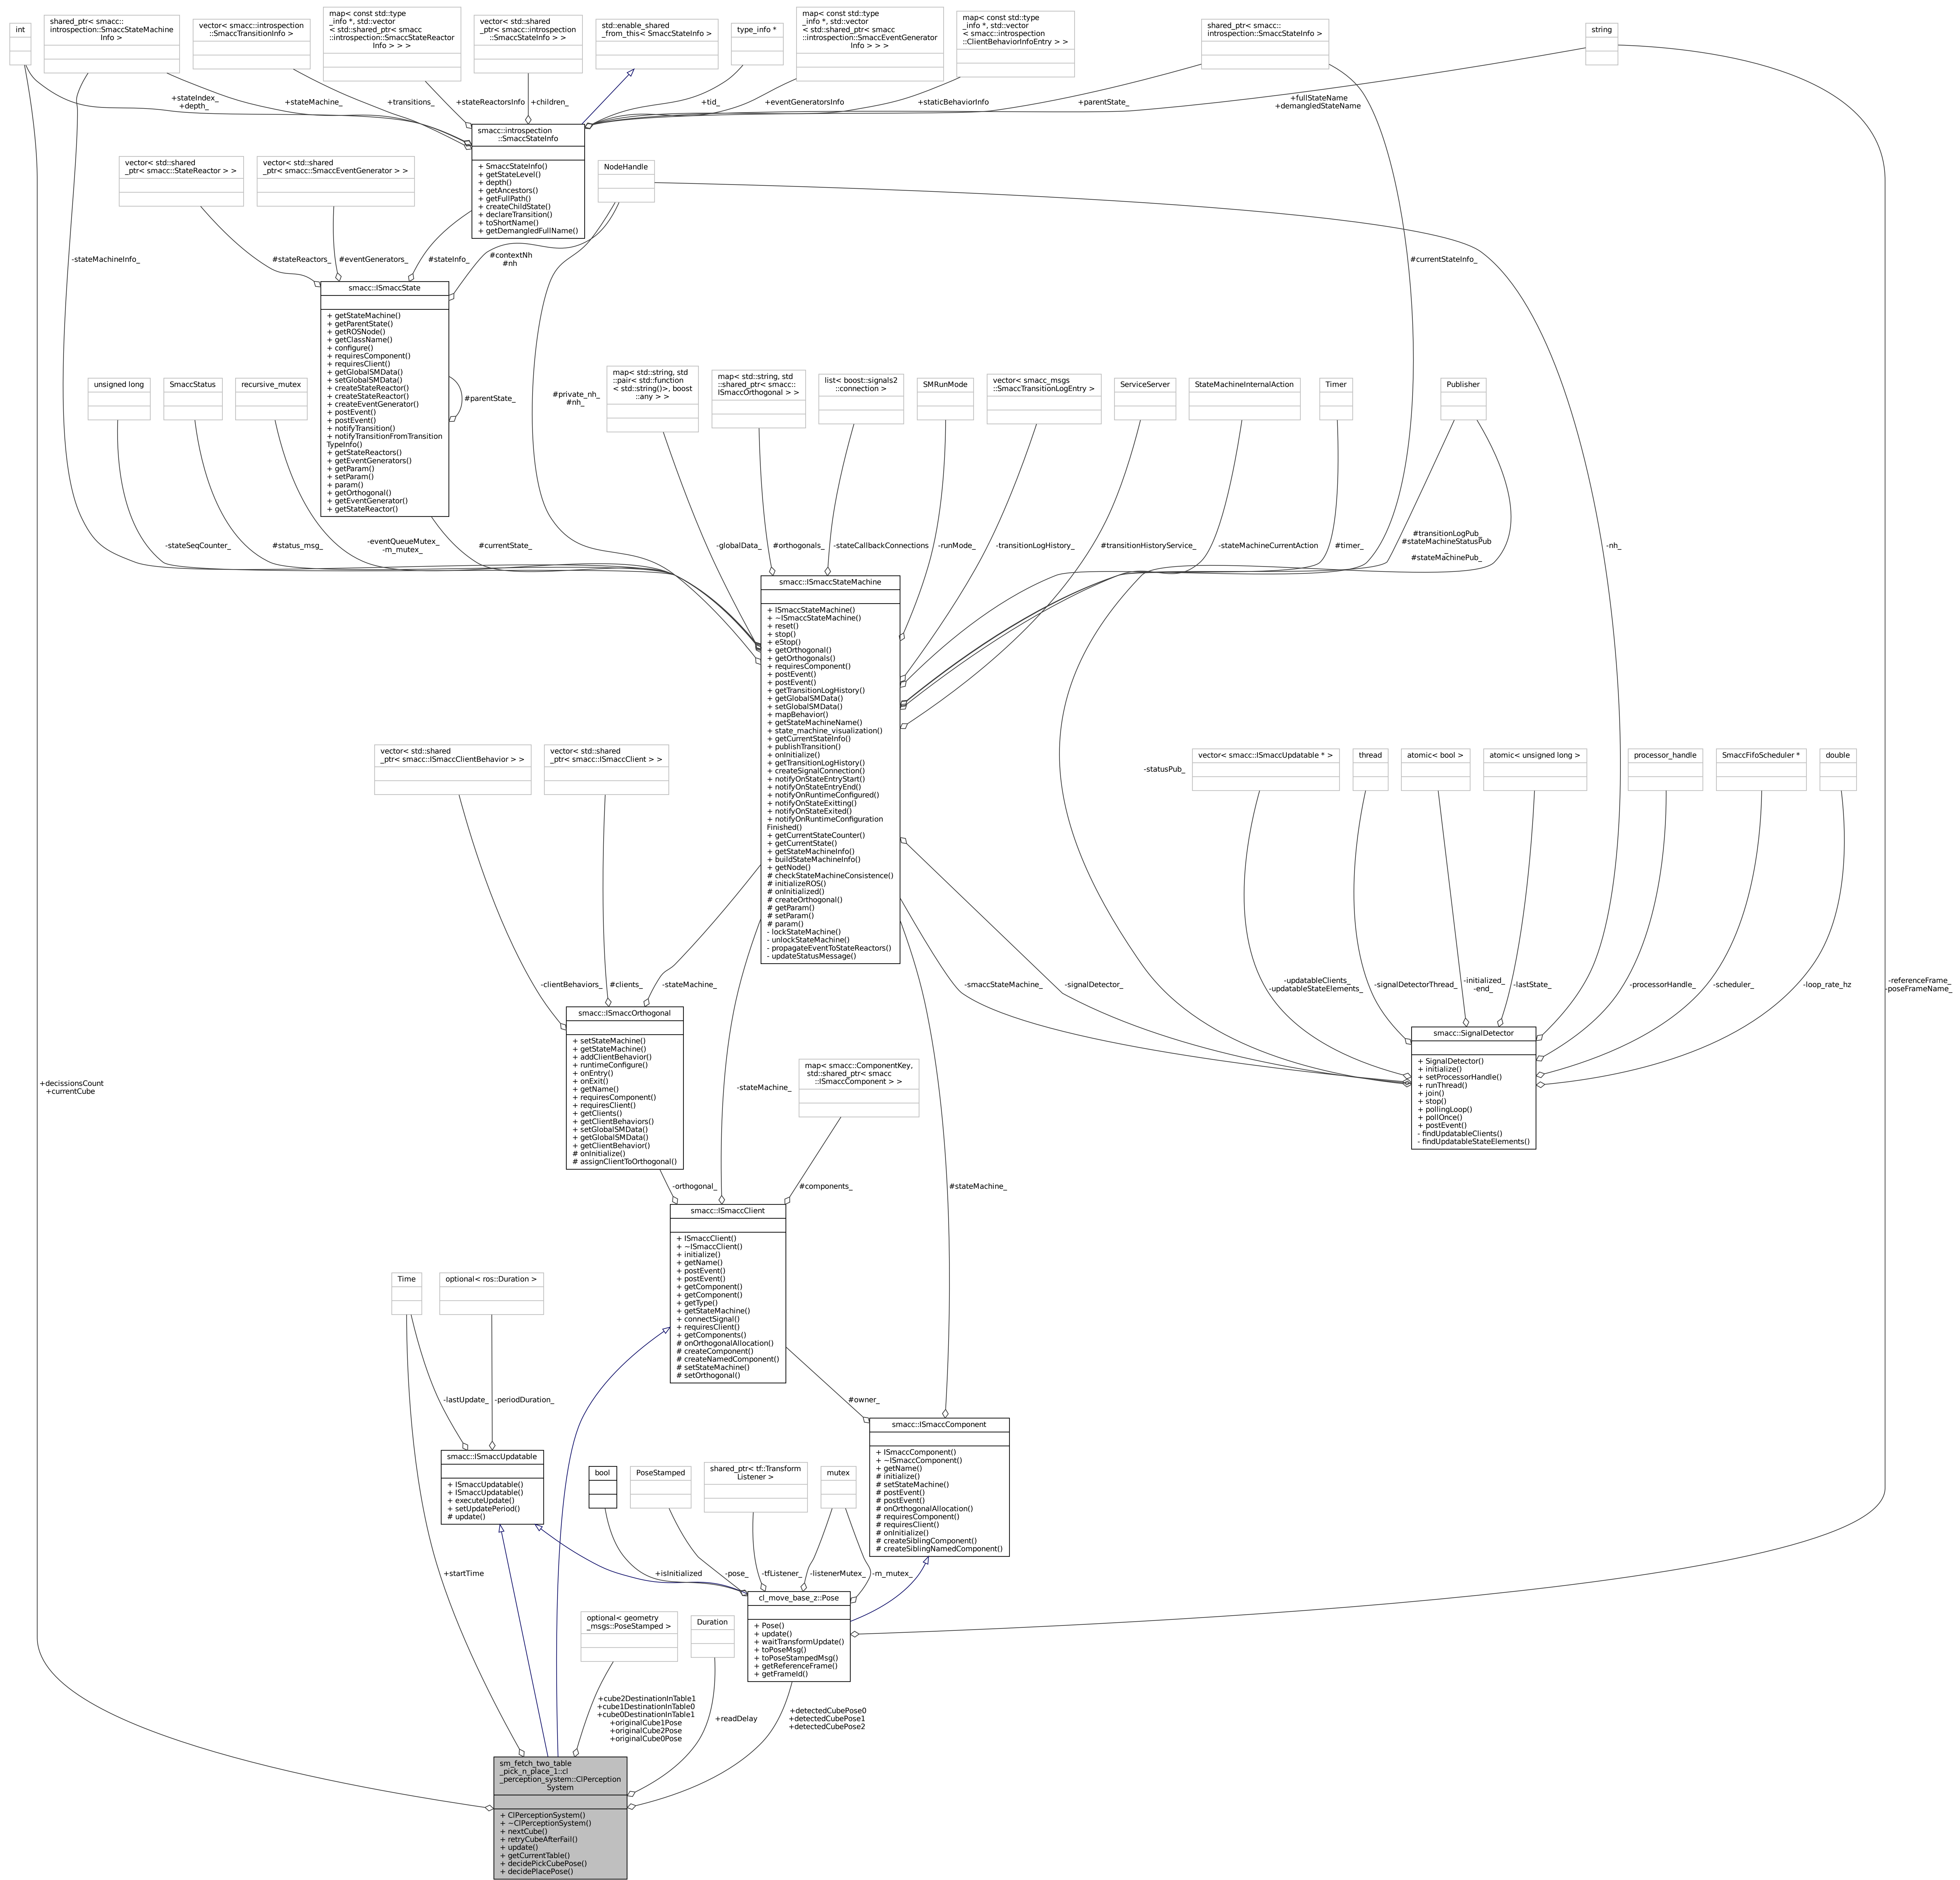 int
shared_ptr< smacc::
introspection::SmaccStateMachine
Info >
vector< smacc::introspection
::SmaccTransitionInfo >
map< const std::type
_info *, std::vector
< std::shared_ptr< smacc
::introspection::SmaccStateReactor
Info > > >
vector< std::shared
_ptr< smacc::introspection
::SmaccStateInfo > >
std::enable_shared
_from_this< SmaccStateInfo >
type_info *
map< const std::type
_info *, std::vector
< std::shared_ptr< smacc
::introspection::SmaccEventGenerator
Info > > >
map< const std::type
_info *, std::vector
< smacc::introspection
::ClientBehaviorInfoEntry > >
shared_ptr< smacc::
introspection::SmaccStateInfo >
string
+stateIndex_
+depth_
+stateMachine_
+transitions_
+stateReactorsInfo
+children_
+tid_
+eventGeneratorsInfo
+staticBehaviorInfo
+parentState_
+fullStateName
+demangledStateName
smacc::introspection
::SmaccStateInfo
+ SmaccStateInfo()
+ getStateLevel()
+ depth()
+ getAncestors()
+ getFullPath()
+ createChildState()
+ declareTransition()
+ toShortName()
+ getDemangledFullName()
vector< std::shared
_ptr< smacc::StateReactor > >
vector< std::shared
_ptr< smacc::SmaccEventGenerator > >
NodeHandle
-stateMachineInfo_
#stateReactors_
#eventGenerators_
#stateInfo_
#contextNh
#nh
#currentStateInfo_
smacc::ISmaccState
+ getStateMachine()
+ getParentState()
+ getROSNode()
+ getClassName()
+ configure()
+ requiresComponent()
+ requiresClient()
+ getGlobalSMData()
+ setGlobalSMData()
+ createStateReactor()
+ createStateReactor()
+ createEventGenerator()
+ postEvent()
+ postEvent()
+ notifyTransition()
+ notifyTransitionFromTransition
TypeInfo()
+ getStateReactors()
+ getEventGenerators()
+ getParam()
+ setParam()
+ param()
+ getOrthogonal()
+ getEventGenerator()
+ getStateReactor()
#parentState_
unsigned long
SmaccStatus
recursive_mutex
#private_nh_
#nh_
map< std::string, std
::pair< std::function
< std::string()>, boost
::any > >
map< std::string, std
::shared_ptr< smacc::
ISmaccOrthogonal > >
list< boost::signals2
::connection >
SMRunMode
vector< smacc_msgs
::SmaccTransitionLogEntry >
ServiceServer
StateMachineInternalAction
Timer
Publisher
-stateSeqCounter_
#status_msg_
-eventQueueMutex_
-m_mutex_
#currentState_
-globalData_
#orthogonals_
-stateCallbackConnections
-runMode_
-transitionLogHistory_
#transitionHistoryService_
-stateMachineCurrentAction
#timer_
#transitionLogPub_
#stateMachineStatusPub
_
#stateMachinePub_
-nh_
smacc::ISmaccStateMachine
+ ISmaccStateMachine()
+ ~ISmaccStateMachine()
+ reset()
+ stop()
+ eStop()
+ getOrthogonal()
+ getOrthogonals()
+ requiresComponent()
+ postEvent()
+ postEvent()
+ getTransitionLogHistory()
+ getGlobalSMData()
+ setGlobalSMData()
+ mapBehavior()
+ getStateMachineName()
+ state_machine_visualization()
+ getCurrentStateInfo()
+ publishTransition()
+ onInitialize()
+ getTransitionLogHistory()
+ createSignalConnection()
+ notifyOnStateEntryStart()
+ notifyOnStateEntryEnd()
+ notifyOnRuntimeConfigured()
+ notifyOnStateExitting()
+ notifyOnStateExited()
+ notifyOnRuntimeConfiguration
Finished()
+ getCurrentStateCounter()
+ getCurrentState()
+ getStateMachineInfo()
+ buildStateMachineInfo()
+ getNode()
# checkStateMachineConsistence()
# initializeROS()
# onInitialized()
# createOrthogonal()
# getParam()
# setParam()
# param()
- lockStateMachine()
- unlockStateMachine()
- propagateEventToStateReactors()
- updateStatusMessage()
vector< std::shared
_ptr< smacc::ISmaccClientBehavior > >
vector< std::shared
_ptr< smacc::ISmaccClient > >
-statusPub_
vector< smacc::ISmaccUpdatable * >
thread
atomic< bool >
atomic< unsigned long >
processor_handle
SmaccFifoScheduler *
double
-clientBehaviors_
#clients_
-stateMachine_
-smaccStateMachine_
-signalDetector_
-updatableClients_
-updatableStateElements_
-signalDetectorThread_
-initialized_
-end_
-lastState_
-processorHandle_
-scheduler_
-loop_rate_hz
-referenceFrame_
-poseFrameName_
smacc::ISmaccOrthogonal
+ setStateMachine()
+ getStateMachine()
+ addClientBehavior()
+ runtimeConfigure()
+ onEntry()
+ onExit()
+ getName()
+ requiresComponent()
+ requiresClient()
+ getClients()
+ getClientBehaviors()
+ setGlobalSMData()
+ getGlobalSMData()
+ getClientBehavior()
# onInitialize()
# assignClientToOrthogonal()
smacc::SignalDetector
+ SignalDetector()
+ initialize()
+ setProcessorHandle()
+ runThread()
+ join()
+ stop()
+ pollingLoop()
+ pollOnce()
+ postEvent()
- findUpdatableClients()
- findUpdatableStateElements()
+decissionsCount
+currentCube
-stateMachine_
map< smacc::ComponentKey,
std::shared_ptr< smacc
::ISmaccComponent > >
-orthogonal_
#components_
#stateMachine_
smacc::ISmaccClient
+ ISmaccClient()
+ ~ISmaccClient()
+ initialize()
+ getName()
+ postEvent()
+ postEvent()
+ getComponent()
+ getComponent()
+ getType()
+ getStateMachine()
+ connectSignal()
+ requiresClient()
+ getComponents()
# onOrthogonalAllocation()
# createComponent()
# createNamedComponent()
# setStateMachine()
# setOrthogonal()
Time
optional< ros::Duration >
-lastUpdate_
-periodDuration_
#owner_
smacc::ISmaccComponent
+ ISmaccComponent()
+ ~ISmaccComponent()
+ getName()
# initialize()
# setStateMachine()
# postEvent()
# postEvent()
# onOrthogonalAllocation()
# requiresComponent()
# requiresClient()
# onInitialize()
# createSiblingComponent()
# createSiblingNamedComponent()
smacc::ISmaccUpdatable
+ ISmaccUpdatable()
+ ISmaccUpdatable()
+ executeUpdate()
+ setUpdatePeriod()
# update()
bool
PoseStamped
shared_ptr< tf::Transform
Listener >
mutex
+startTime
+isInitialized
-pose_
-tfListener_
-listenerMutex_
-m_mutex_
cl_move_base_z::Pose
+ Pose()
+ update()
+ waitTransformUpdate()
+ toPoseMsg()
+ toPoseStampedMsg()
+ getReferenceFrame()
+ getFrameId()
optional< geometry
_msgs::PoseStamped >
Duration
+cube2DestinationInTable1
+cube1DestinationInTable0
+cube0DestinationInTable1
+originalCube1Pose
+originalCube2Pose
+originalCube0Pose
+readDelay
+detectedCubePose0
+detectedCubePose1
+detectedCubePose2
sm_fetch_two_table
_pick_n_place_1::cl
_perception_system::ClPerception
System
+ ClPerceptionSystem()
+ ~ClPerceptionSystem()
+ nextCube()
+ retryCubeAfterFail()
+ update()
+ getCurrentTable()
+ decidePickCubePose()
+ decidePlacePose()